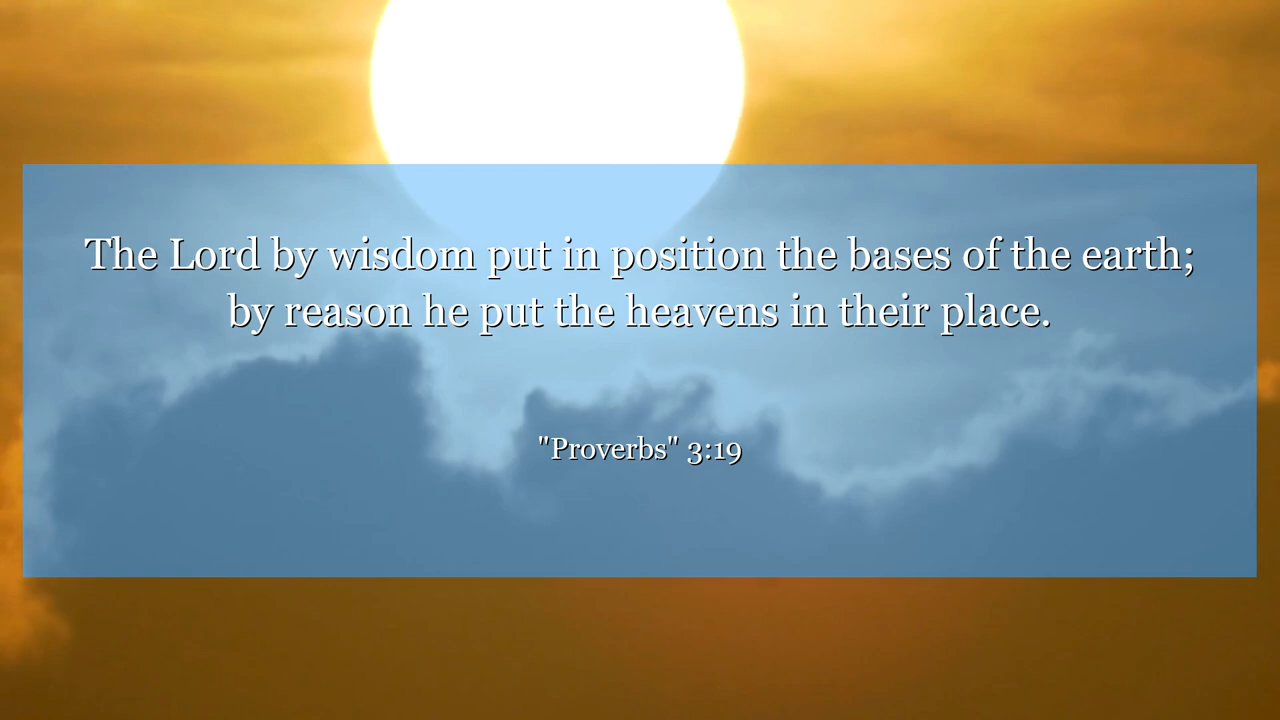 The Lord by wisdom put in position the bases of the earth;
by reason he put the heavens in their place.
"Proverbs" 3:19